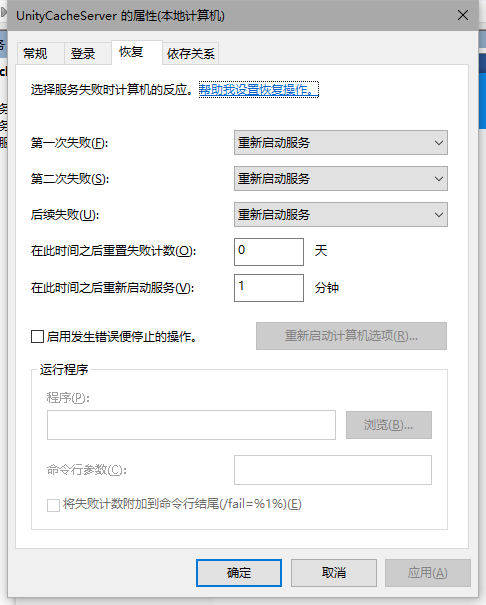 UnityCacheServer 的属性(本地计算机)
常规 登录 恢复 依存关系
选择服务失败时计算机的反应。帮助我设置恢复操作。
第一次失败(F): 重新启动服务
第二次失败(S): 重新启动服务
后续失败(U): 重新启动服务
在此时间之后重置失败计数(O): 0 天
在此时间之后重新启动服务(V): 1 分钟
启用发生错误便停止的操作。 重新启动计算机选项(R)...
运行程序
程序(P):
浏览(B)...
命令行参数(C):
将失败计数附加到命令行结尾(/fail=%1%)(E)
确定 取消 应用(A)